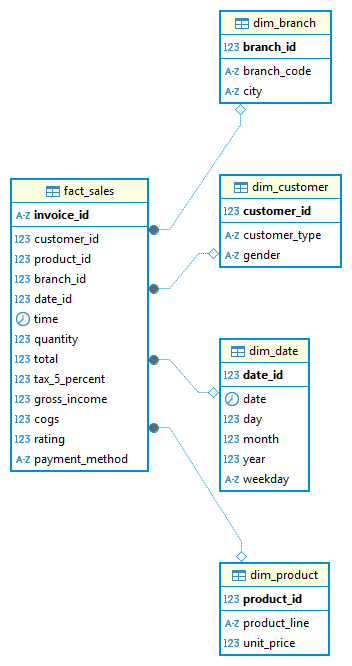 dim_branch
123 branch_id
A-Z branch_code
A-Z city
fact_sales
A-Z invoice_id
123 customer_id
123 product_id
123 branch_id
123 date_id
time
123 quantity
123 total
123 tax_5_percent
123 gross_income
123 cogs
123 rating
A-Z payment_method
dim_customer
123 customer_id
A-Z customer_type
A-Z gender
dim_date
123 date_id
date
123 day
123 month
123 year
A-Z weekday
dim_product
123 product_id
A-Z product_line
123 unit_price